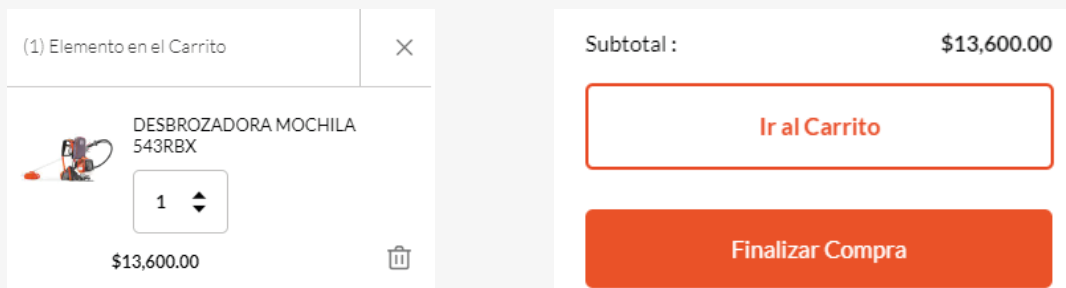 (1) Elemento en el Carrito
DESBROZADORA MOCHILA
543RBX
1
$13,600.00
Subtotal :
$13,600.00
Ir al Carrito
Finalizar Compra